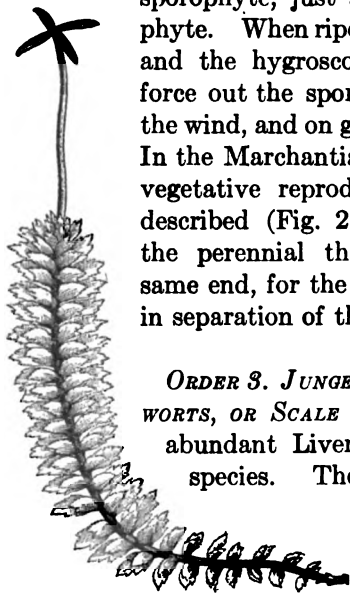 phyte. When ripe
and the hygrosco
force out the spor
the wind, and on g
In the Marchantia
vegetative reprod
described (Fig. 2
the perennial th
same end, for the
in separation of th
ORDER 3. JUNGE
WORTS, OR SCALE
abundant Liver
species. The